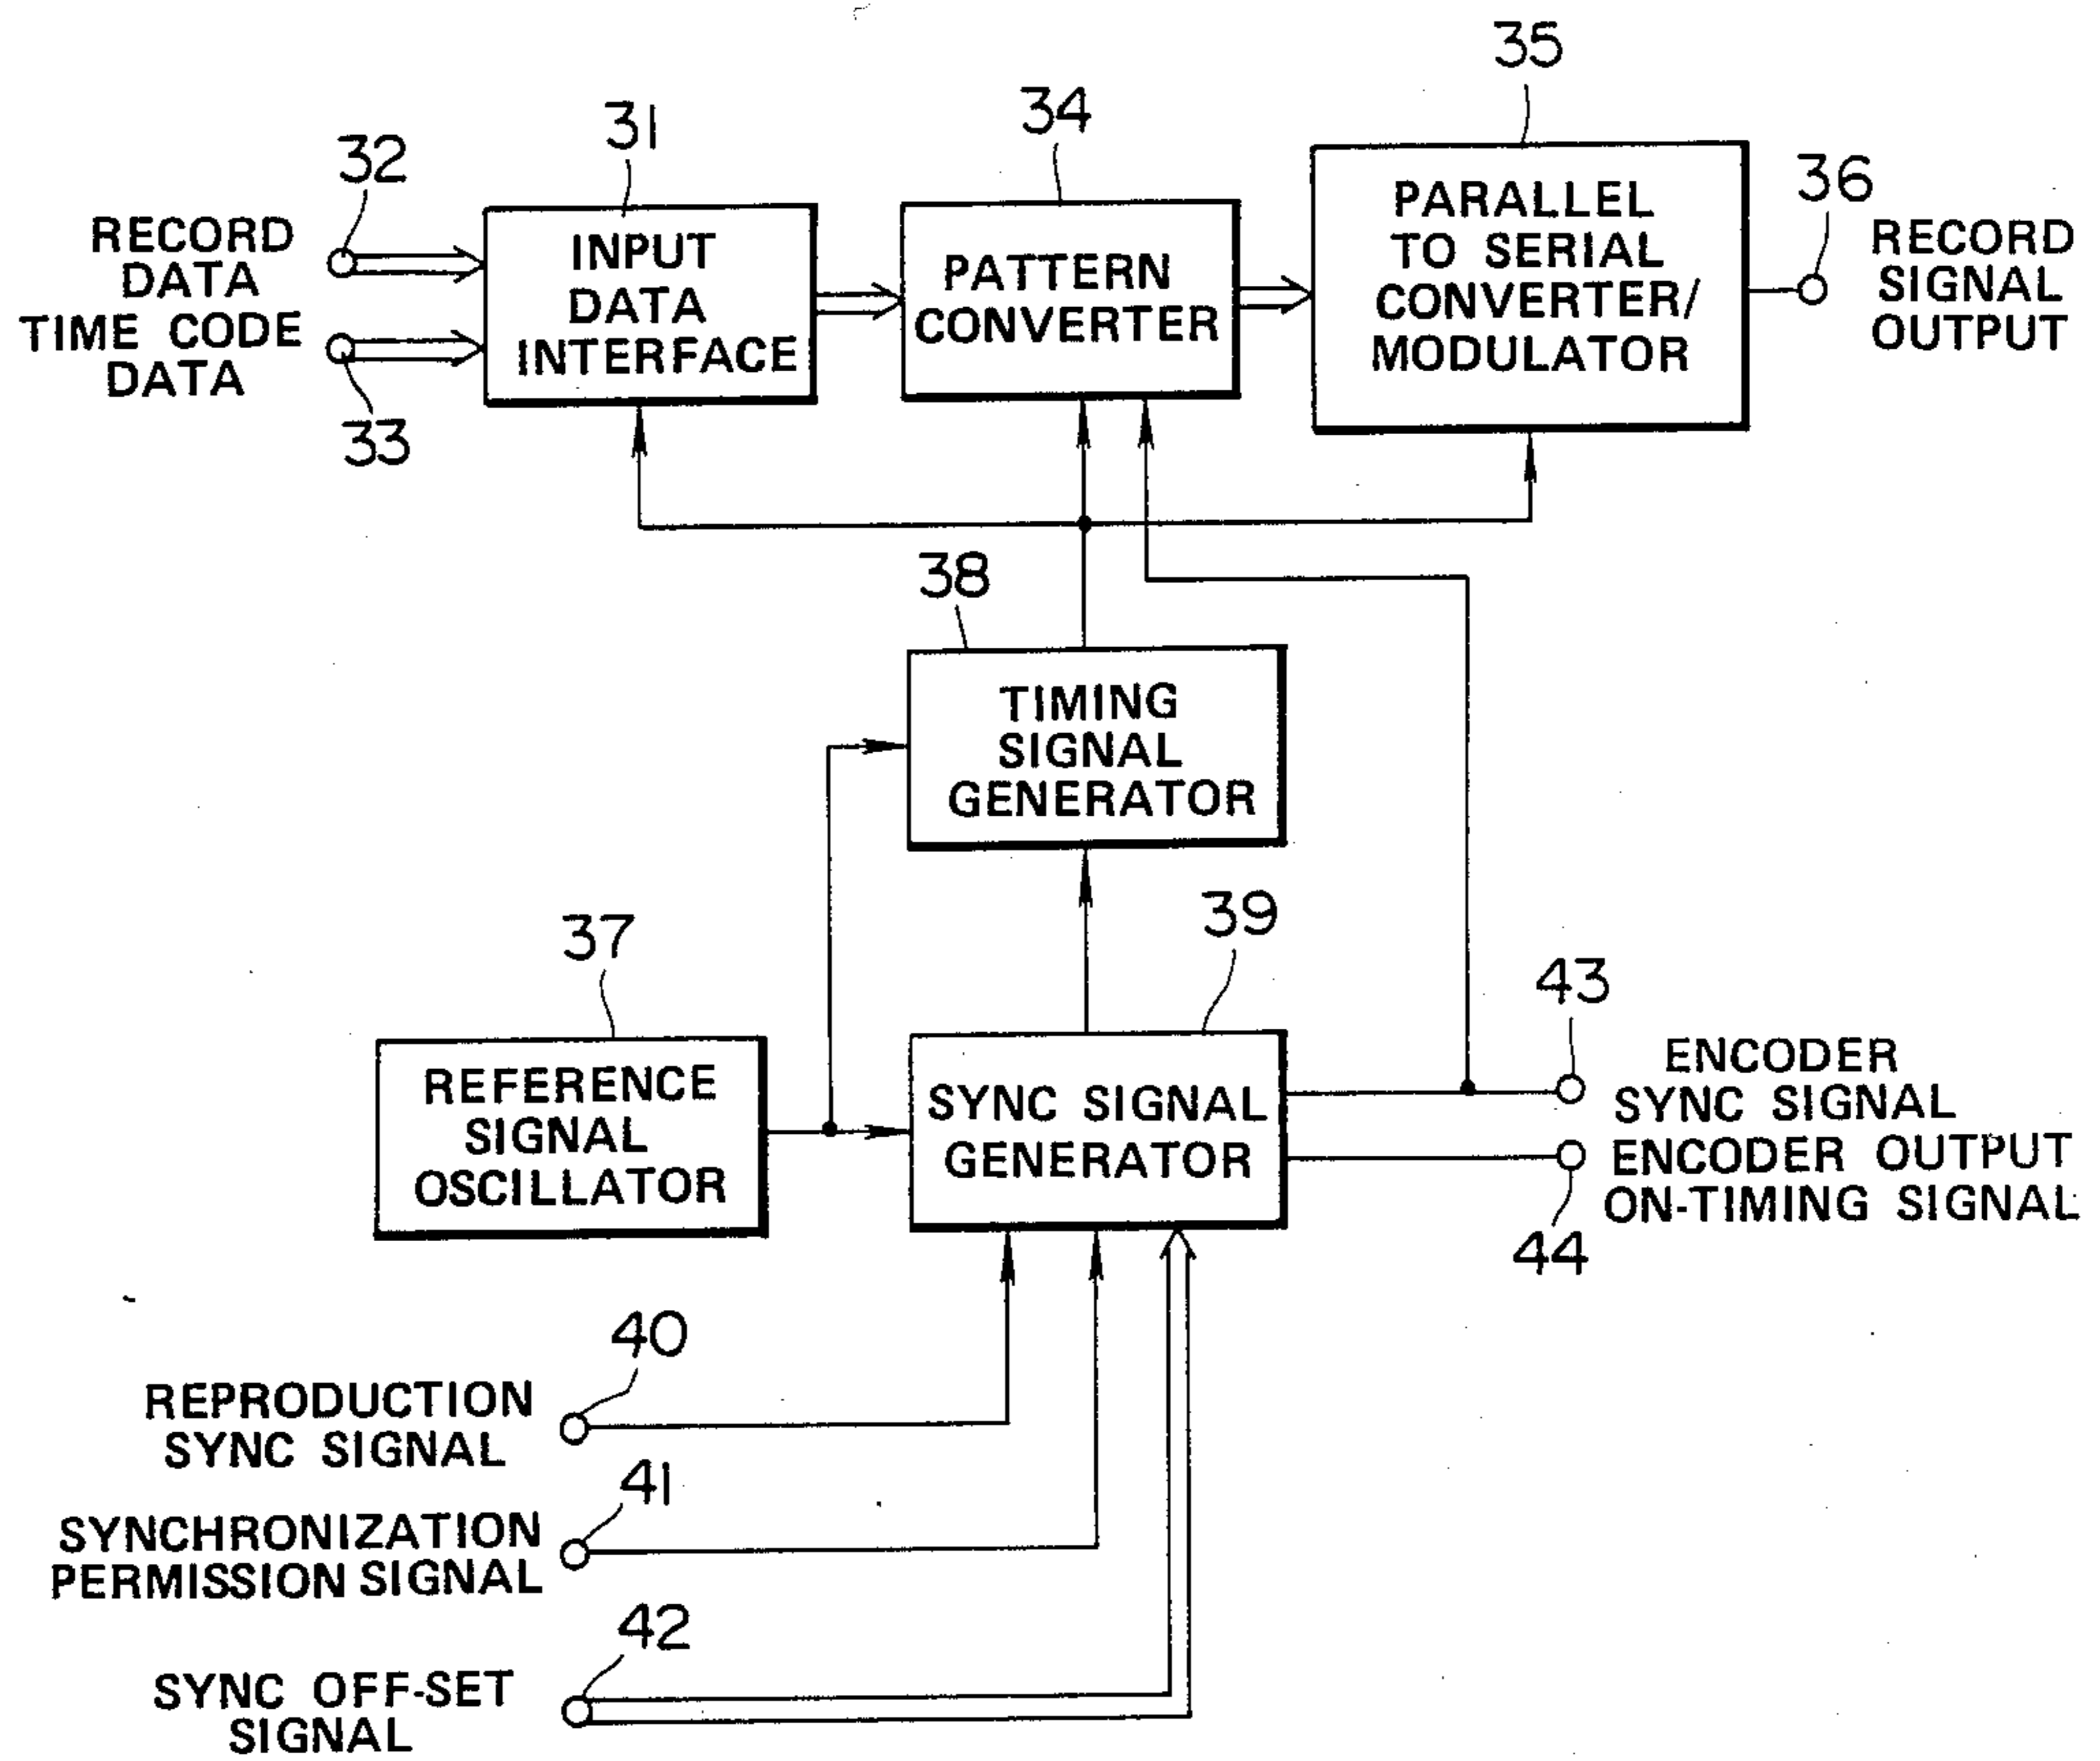 35
34
31
32
36
RECORD
DATA
TIME CODE
DATA
33
INPUT
DATA
INTERFACE
PATTERN
CONVERTER
PARALLEL
TO SERIAL
CONVERTER/
MODULATOR
RECORD
SIGNAL
OUTPUT
38
TIMING
SIGNAL
GENERATOR
37
39
43
REFERENCE
SIGNAL
OSCILLATOR
SYNC SIGNAL
GENERATOR
ENCODER
SYNC SIGNAL
ENCODER OUTPUT
ON-TIMING SIGNAL
44
40
REPRODUCTION
SYNC SIGNAL
41
SYNCHRONIZATION
PERMISSION SIGNAL
42
SYNC OFF-SET
SIGNAL